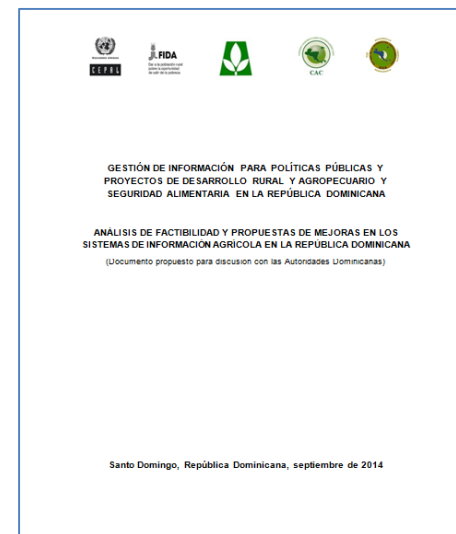 CEPAL
FIDA
CAC
GESTIÓN DE INFORMACIÓN PARA POLÍTICAS PÚBLICAS Y
PROYECTOS DE DESARROLLO RURAL Y AGROPECUARIO Y
SEGURIDAD ALIMENTARIA EN LA REPÚBLICA DOMINICANA
ANÁLISIS DE FACTIBILIDAD Y PROPUESTAS DE MEJORAS EN LOS
SISTEMAS DE INFORMACIÓN AGRÍCOLA EN LA REPÚBLICA DOMINICANA
(Documento propuesto para discusión con las Autoridades Dominicanas)
Santo Domingo, República Dominicana, septiembre de 2014